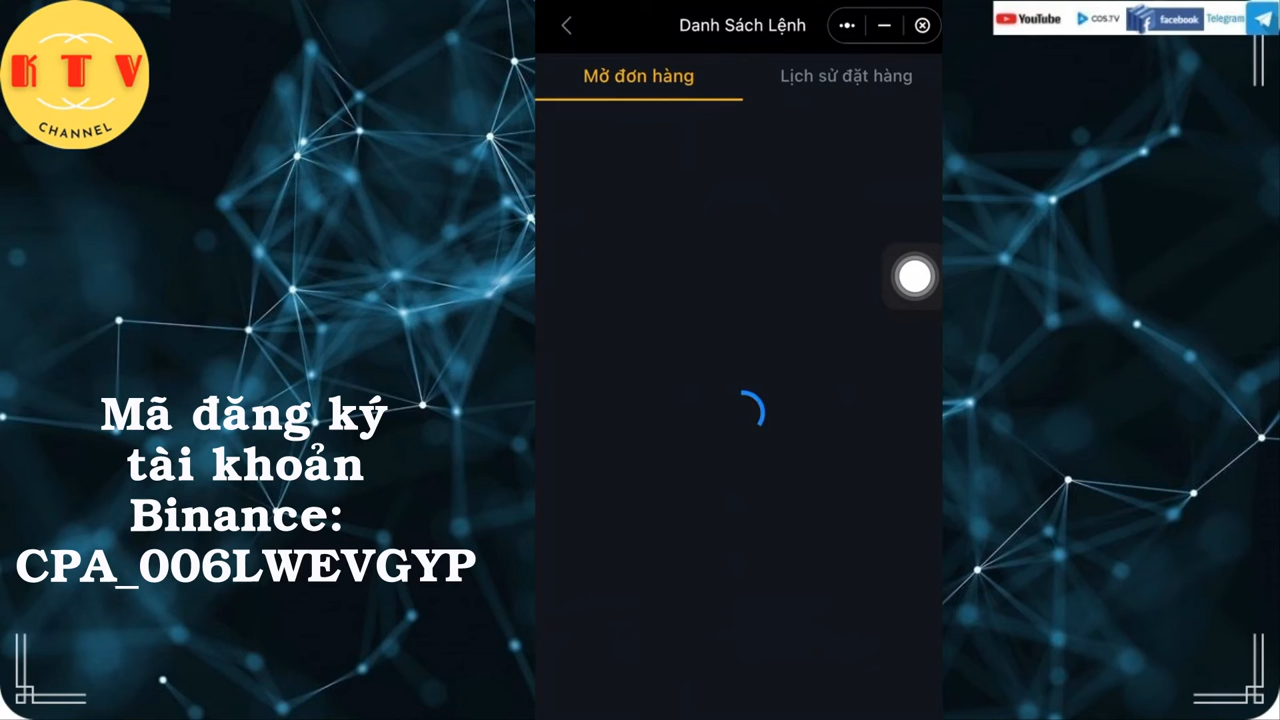 KTV
CHANNEL
Danh Sách Lệnh
YouTube
COS.TV
facebook
Telegram
Mở đơn hàng
Lịch sử đặt hàng
Mã đăng ký
tài khoản
Binance:
CPA_006LWEVGYP